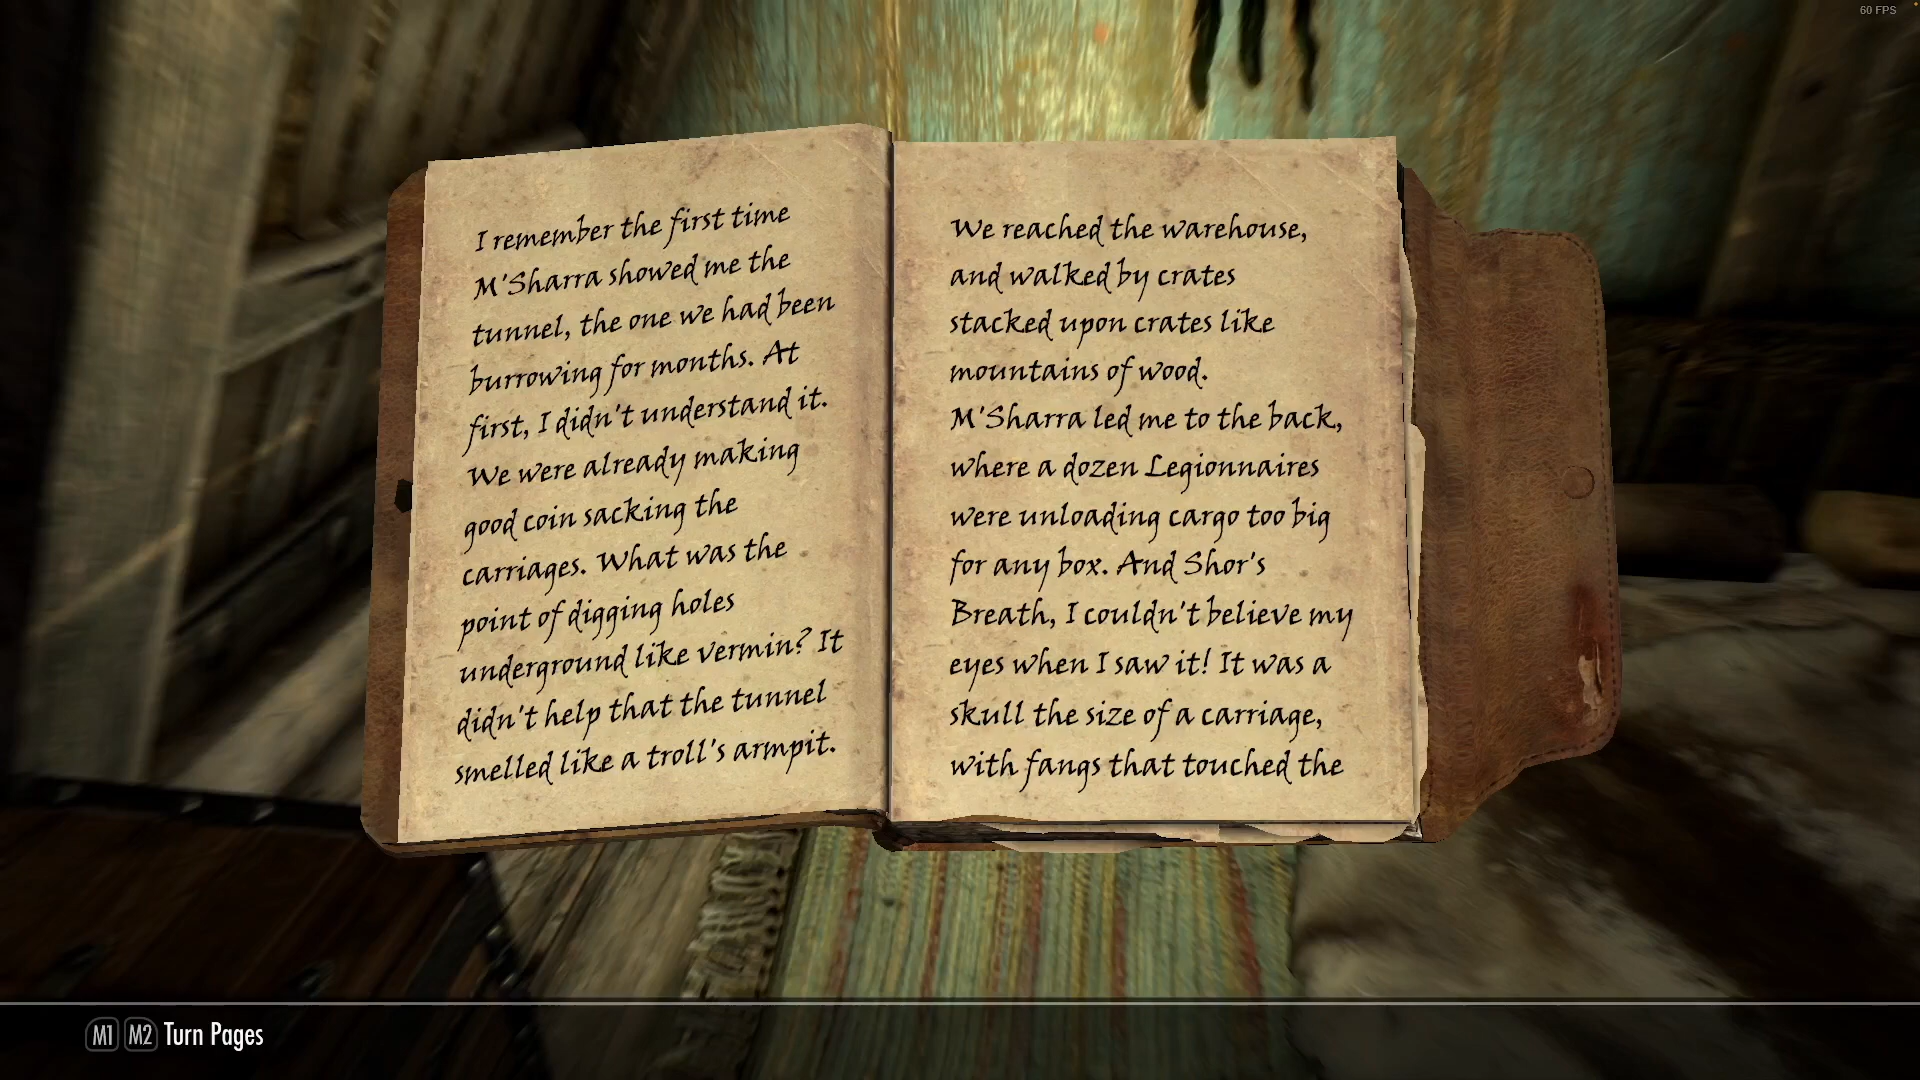 60 FPS
I remember the first time
M'Sharra showed me the
tunnel, the one we had been
burrowing for months. At
first, I didn't understand it.
We were already making
good coin sacking the
carriages. What was the
point of digging holes
underground like vermin? It
didn't help that the tunnel
smelled like a troll's armpit.
We reached the warehouse,
and walked by crates
stacked upon crates like
mountains of wood.
M'Sharra led me to the back,
where a dozen Legionnaires
were unloading cargo too big
for any box. And Shor's
Breath, I couldn't believe my
eyes when I saw it! It was a
skull the size of a carriage,
with fangs that touched the
M1 M2 Turn Pages